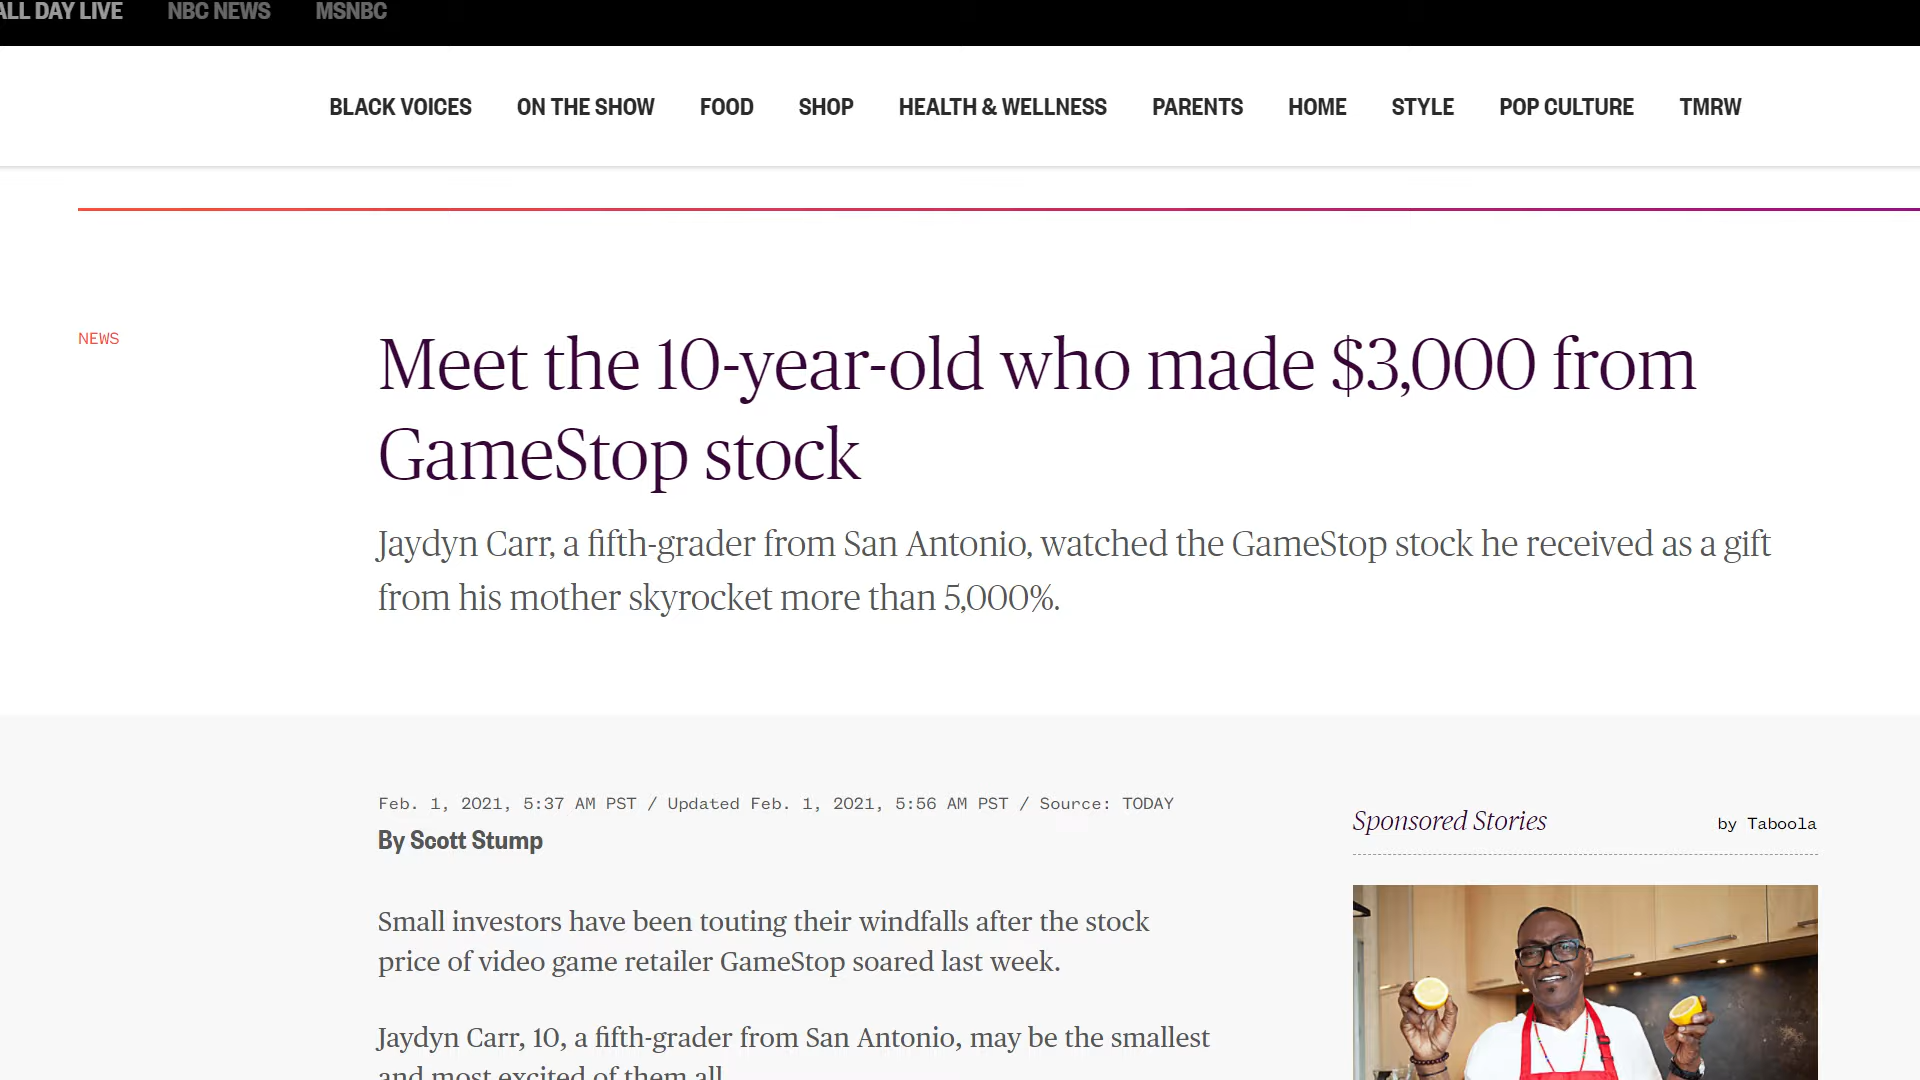 ALL DAY LIVE NBC NEWS MSNBC
BLACK VOICES ON THE SHOW FOOD SHOP HEALTH & WELLNESS PARENTS HOME STYLE POP CULTURE TMRW
NEWS
Meet the 10-year-old who made $3,000 from
GameStop stock
Jaydyn Carr, a fifth-grader from San Antonio, watched the GameStop stock he received as a gift
from his mother skyrocket more than 5,000%.
Feb. 1, 2021, 5:37 AM PST / Updated Feb. 1, 2021, 5:56 AM PST / Source: TODAY
By Scott Stump
Small investors have been touting their windfalls after the stock
price of video game retailer GameStop soared last week.
Jaydyn Carr, 10, a fifth-grader from San Antonio, may be the smallest
and most excited of them all.
Sponsored Stories by Taboola